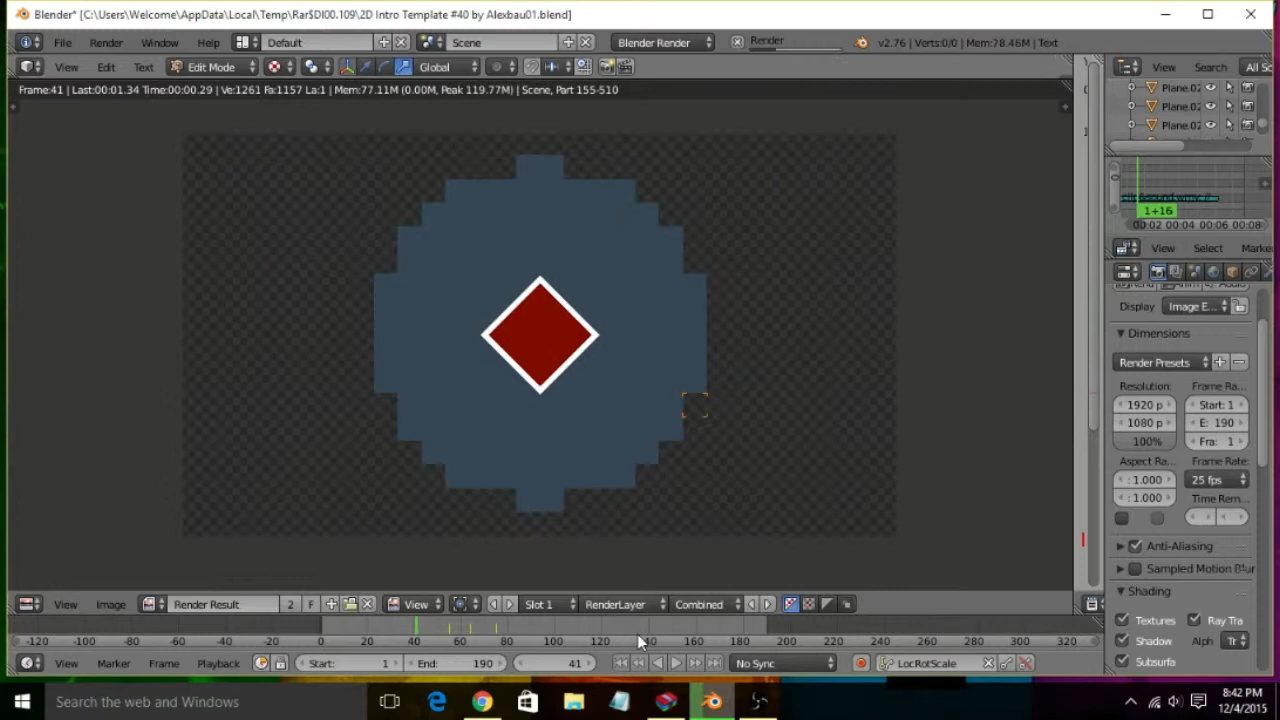 Blender* [C:\Users\Welcome\AppData\Local\Temp\Rar$DI00.109\2D Intro Template #40 by Alexbau01.blend]
File Render Window Help Default Scene Blender Render Render v2.76 | Verts:0/0 | Mem:78.46M | Text
View Edit Text Edit Mode Global View Search All Sc
Frame:41 | Last:00:01.34 Time:00:00.29 | Ve:1261 Fa:1157 La:1 | Mem:77.11M (0.00M, Peak 119.77M) | Scene, Part 155-510
Plane.02
Plane.02
Plane.02
1+16
00:02 00:04 00:06 00:08
View Select Marke
Display Image E...
Dimensions
Render Presets
Resolution: Frame Ra...
1920 p Start: 1
1080 p E: 190
100% Fra: 1
Aspect Ra... Frame Rate:
: 1.000 25 fps
: 1.000 Time Rem...
Anti-Aliasing
Sampled Motion Blur
Shading
Textures Ray Tra
Shadow Alph Tr
Subsurfa
View Image Render Result 2 F View Slot 1 RenderLayer Combined
-120 -100 -80 -60 -40 -20 0 20 40 60 80 100 120 140 160 180 200 220 240 260 280 300 320
View Marker Frame Playback Start: 1 End: 190 41 No Sync LocRotScale
Search the web and Windows
8:42 PM
12/4/2015